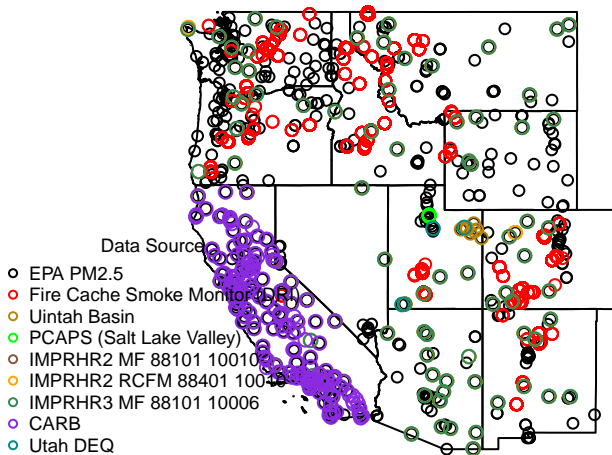 Data Source
EPA PM2.5
Fire Cache Smoke Monitor (DRI)
Uintah Basin
PCAPS (Salt Lake Valley)
IMPRHR2 MF 88101 10010
IMPRHR2 RCFM 88401 10010
IMPRHR3 MF 88101 10006
CARB
Utah DEQ